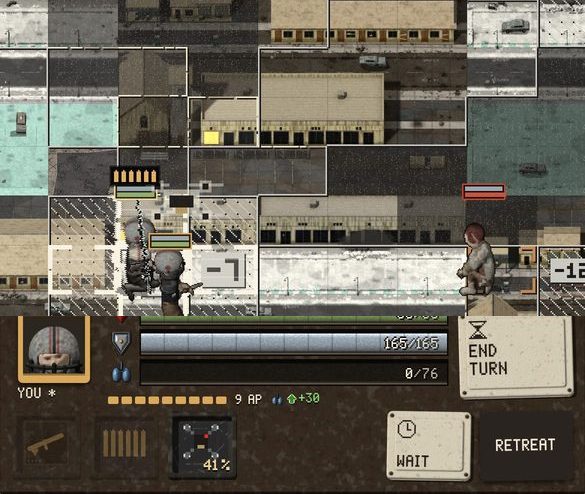 -7
-12
165/165
0/76
YOU *
9 AP
+30
END
TURN
41%
WAIT
RETREAT